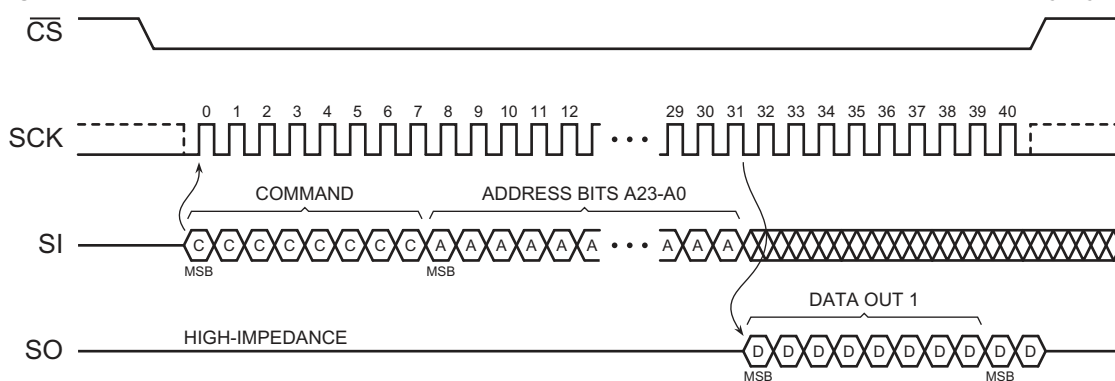 CS
0 1 2 3 4 5 6 7 8 9 10 11 12 29 30 31 32 33 34 35 36 37 38 39 40
SCK
COMMAND ADDRESS BITS A23-A0
SI C C C C C C C C A A A A A A A A A
MSB MSB
DATA OUT 1
HIGH-IMPEDANCE
SO D D D D D D D D D D
MSB MSB